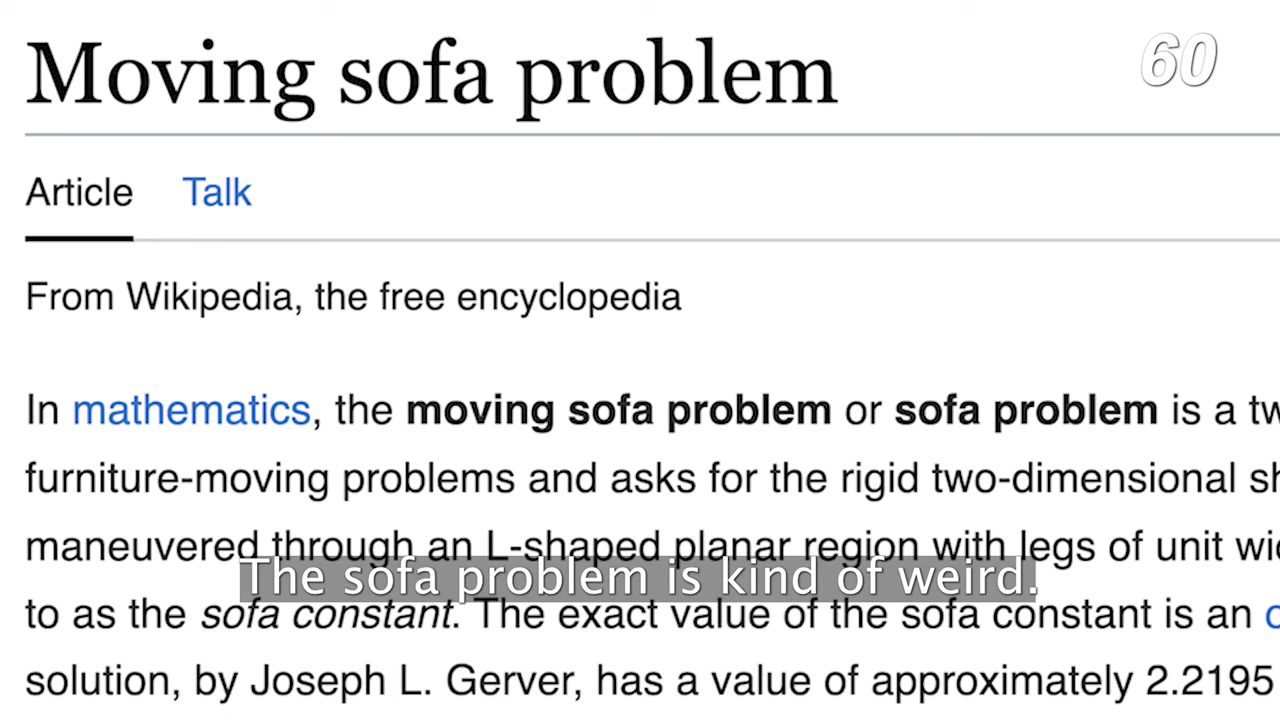 Moving sofa problem
60
Article Talk
From Wikipedia, the free encyclopedia
In mathematics, the moving sofa problem or sofa problem is a
furniture-moving problems and asks for the rigid two-dimensional
maneuvered through an L-shaped planar region with legs of unit
The sofa problem is kind of weird.
to as the sofa constant. The exact value of the sofa constant is an
solution, by Joseph L. Gerver, has a value of approximately 2.2195